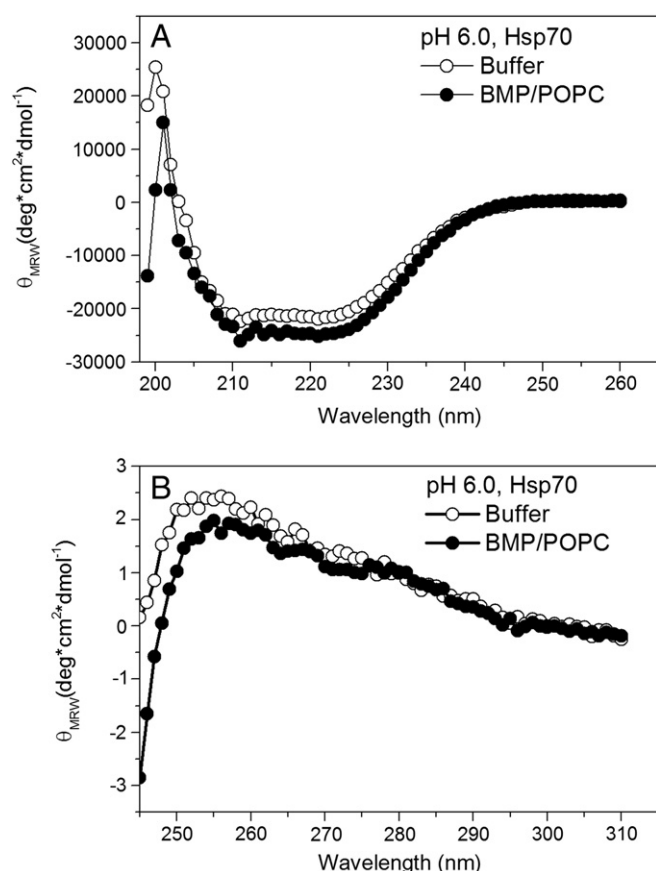 A
pH 6.0, Hsp70
Buffer
BMP/POPC
30000
20000
10000
0
-10000
-20000
-30000
θMRW(deg*cm²*dmol⁻¹)
200 210 220 230 240 250 260
Wavelength (nm)
B
pH 6.0, Hsp70
Buffer
BMP/POPC
3
2
1
0
-1
-2
-3
θMRW(deg*cm²*dmol⁻¹)
250 260 270 280 290 300 310
Wavelength (nm)